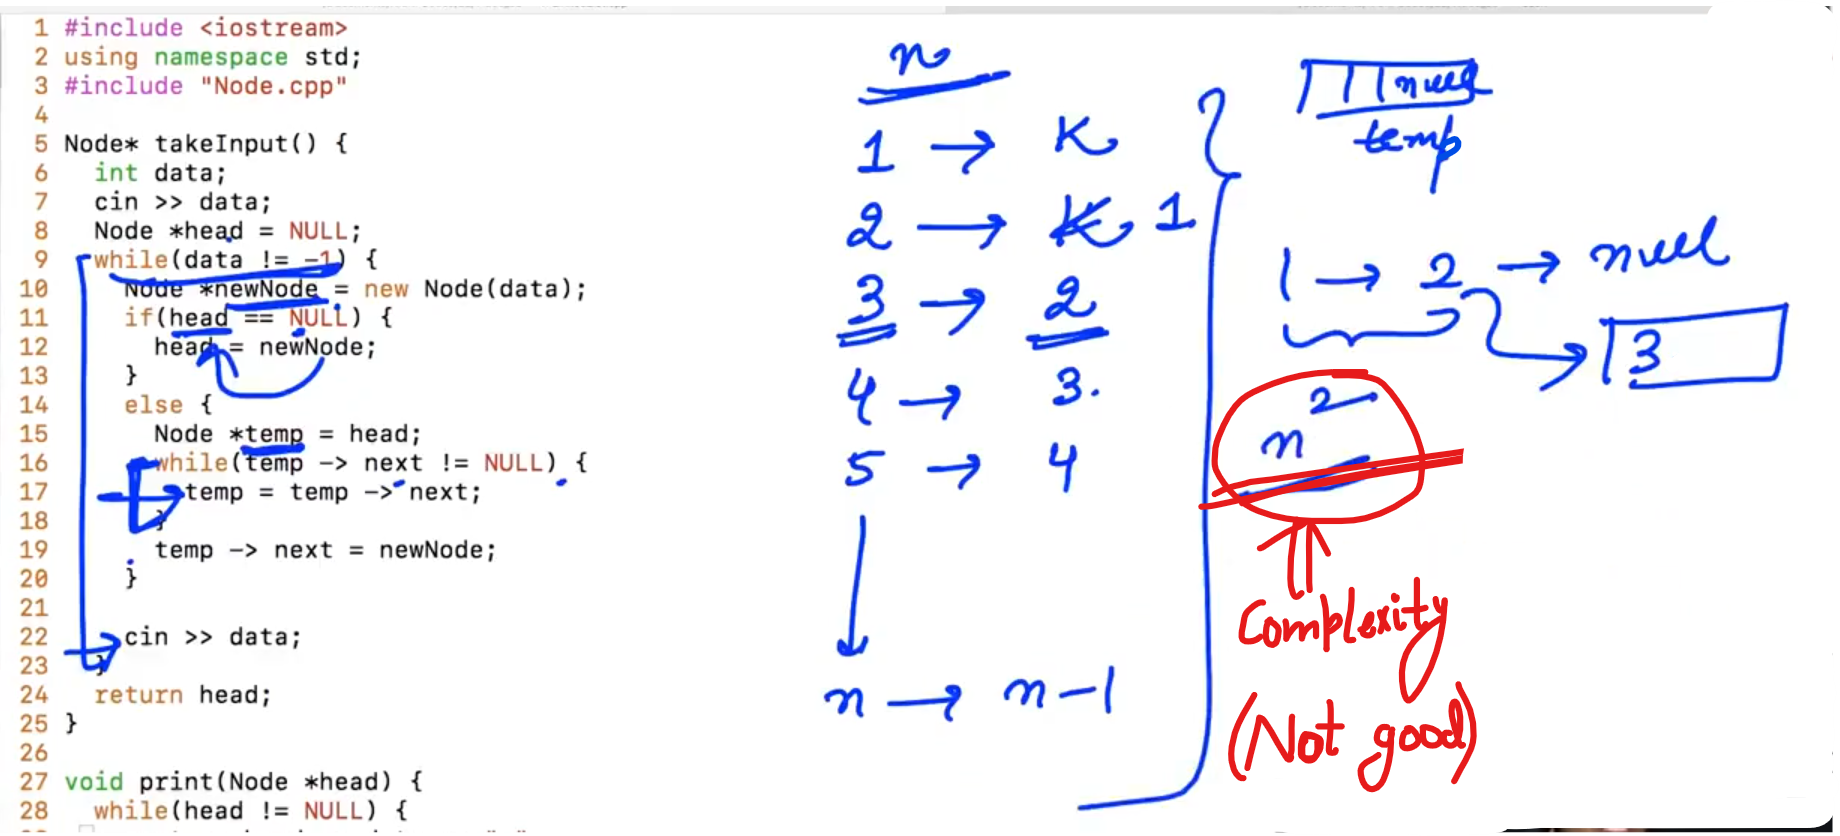 1 #include <iostream>
2 using namespace std;
3 #include "Node.cpp"
4
5 Node* takeInput() {
6 int data;
7 cin >> data;
8 Node *head = NULL;
9 while(data != -1) {
10 Node *newNode = new Node(data);
11 if(head == NULL) {
12 head = newNode;
13 }
14 else {
15 Node *temp = head;
16 while(temp -> next != NULL) {
17 temp = temp -> next;
18 }
19 temp -> next = newNode;
20 }
21
22 cin >> data;
23 }
24 return head;
25 }
26
27 void print(Node *head) {
28 while(head != NULL) {
n
1 → K
2 → K 1
3 → 2
4 → 3.
5 → 4
n → n-1
null
temp
1 → 2 → null
3
n²
Complexity
(Not good)